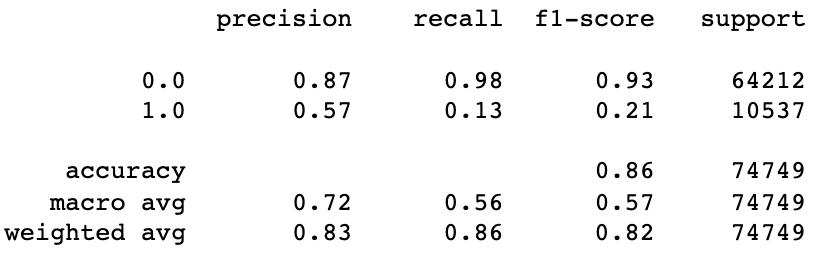 precision recall f1-score support
0.0 0.87 0.98 0.93 64212
1.0 0.57 0.13 0.21 10537
accuracy 0.86 74749
macro avg 0.72 0.56 0.57 74749
weighted avg 0.83 0.86 0.82 74749